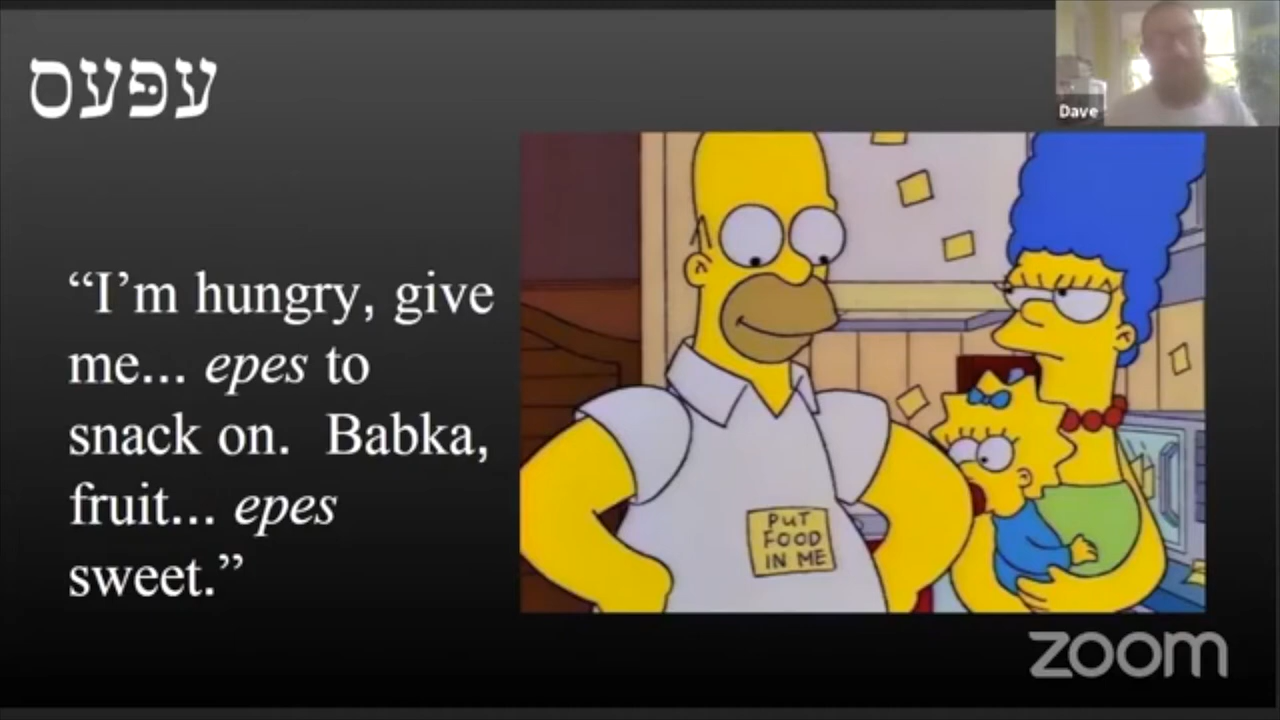 עפּעס
Dave
“I’m hungry, give
me... epes to
snack on.  Babka,
fruit... epes
sweet.”
PUT
FOOD
IN ME
zoom